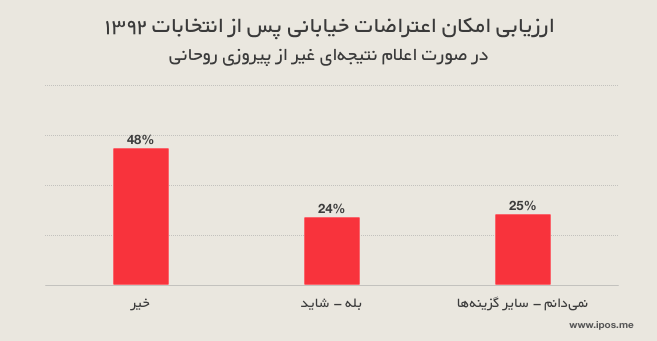 ارزیابی امکان اعتراضات خیابانی پس از انتخابات ۱۳۹۲
در صورت اعلام نتیجه‌ای غیر از پیروزی روحانی
48%
24%
25%
خیر
بله - شاید
نمی‌دانم - سایر گزینه‌ها
www.ipos.me